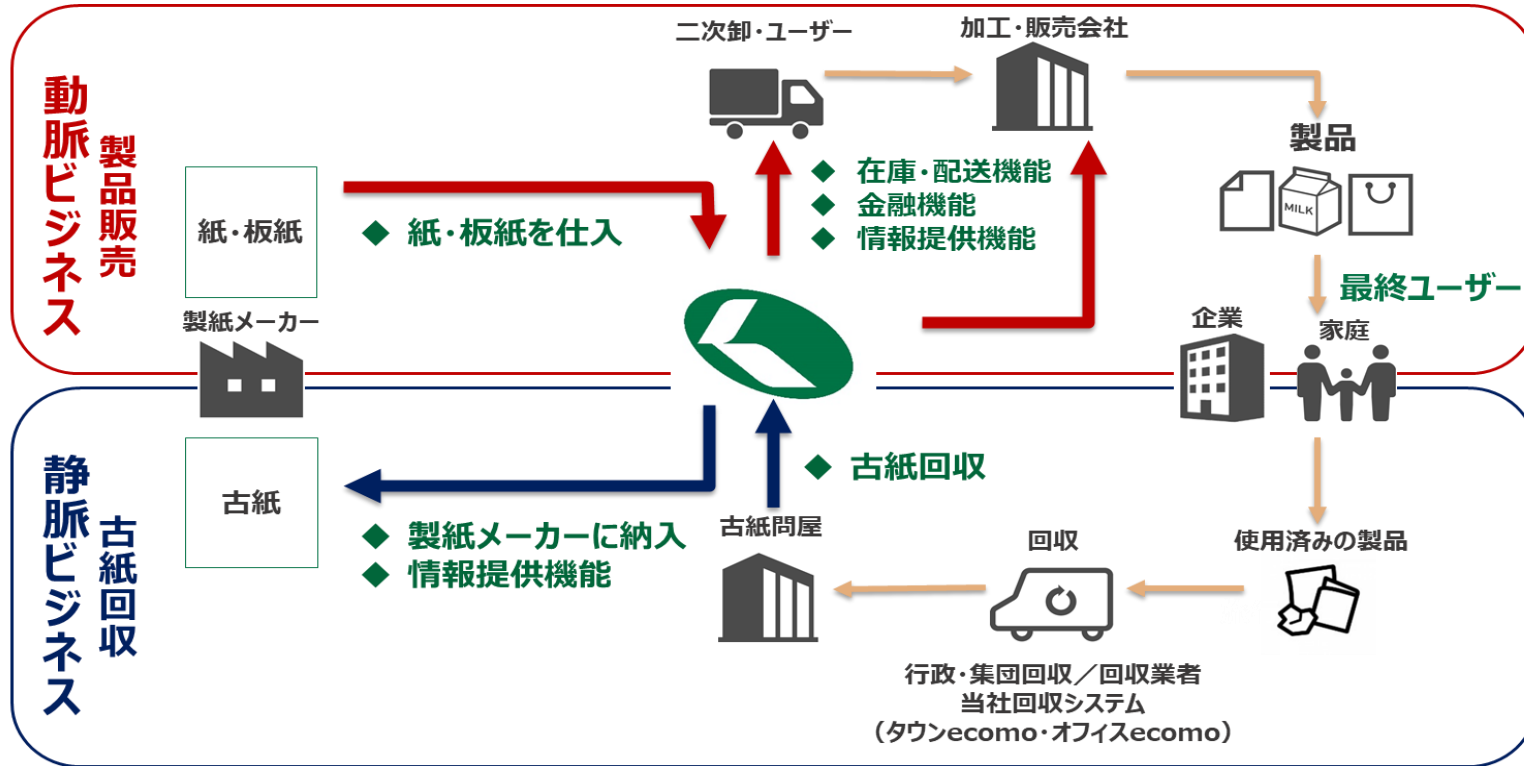 動脈ビジネス
製品販売
紙・板紙
製紙メーカー
◆ 紙・板紙を仕入
二次卸・ユーザー
加工・販売会社
◆ 在庫・配送機能
◆ 金融機能
◆ 情報提供機能
製品
MILK
最終ユーザー
企業
家庭
静脈ビジネス
古紙回収
古紙
◆ 製紙メーカーに納入
◆ 情報提供機能
◆ 古紙回収
古紙問屋
回収
使用済みの製品
行政・集団回収／回収業者
当社回収システム
（タウンecomo・オフィスecomo）